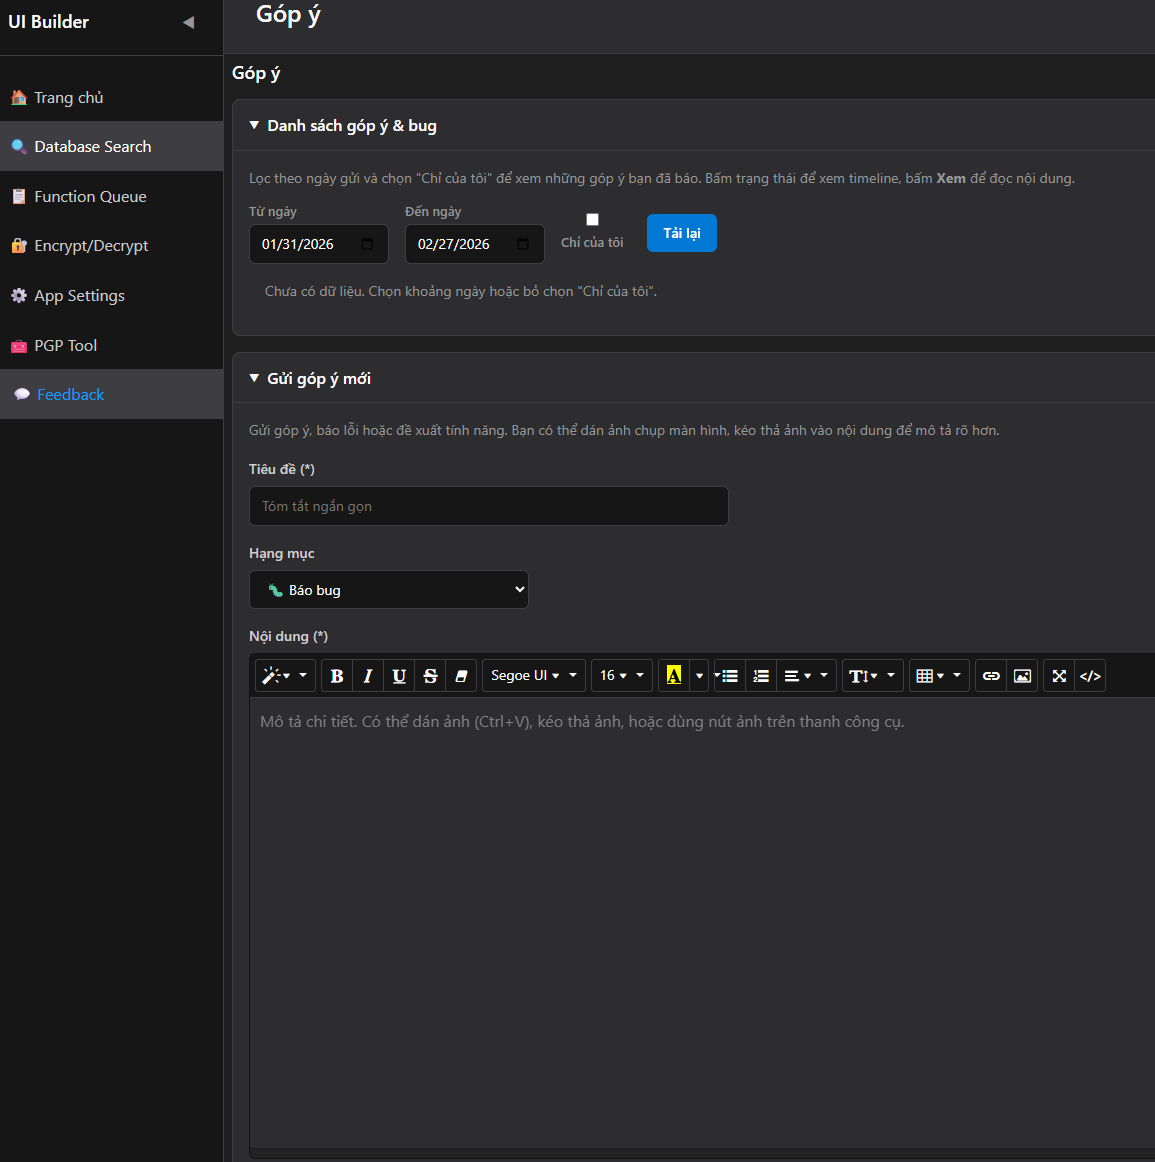 UI Builder
Góp ý
Góp ý
Trang chủ
Database Search
Function Queue
Encrypt/Decrypt
App Settings
PGP Tool
Feedback
Danh sách góp ý & bug
Lọc theo ngày gửi và chọn "Chỉ của tôi" để xem những góp ý bạn đã báo. Bấm trạng thái để xem timeline, bấm Xem để đọc nội dung.
Từ ngày
Đến ngày
01/31/2026
02/27/2026
Chỉ của tôi
Tải lại
Chưa có dữ liệu. Chọn khoảng ngày hoặc bỏ chọn "Chỉ của tôi".
Gửi góp ý mới
Gửi góp ý, báo lỗi hoặc đề xuất tính năng. Bạn có thể dán ảnh chụp màn hình, kéo thả ảnh vào nội dung để mô tả rõ hơn.
Tiêu đề (*)
Tóm tắt ngắn gọn
Hạng mục
Báo bug
Nội dung (*)
B I U S Segoe UI 16 A T </>
Mô tả chi tiết. Có thể dán ảnh (Ctrl+V), kéo thả ảnh, hoặc dùng nút ảnh trên thanh công cụ.